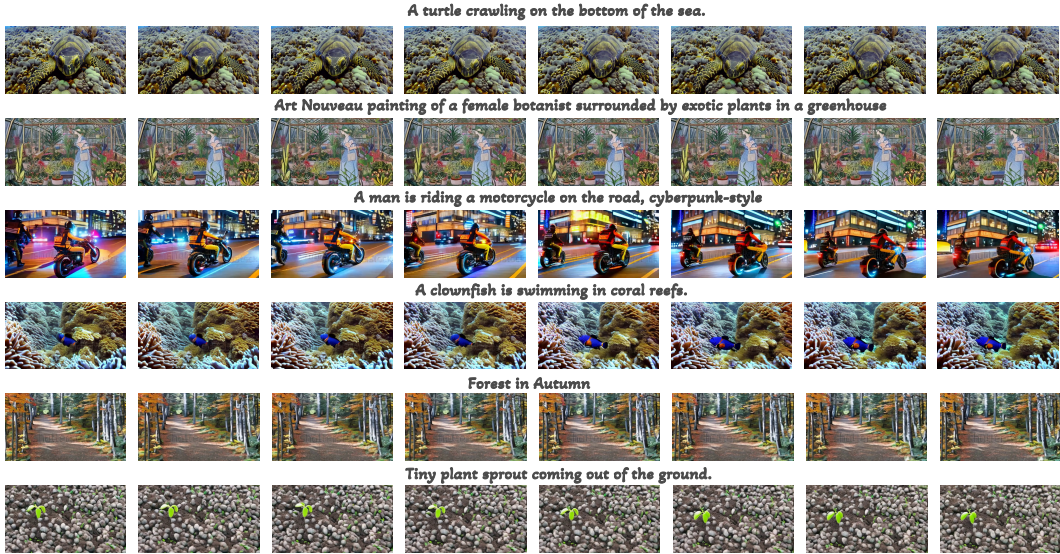 A turtle crawling on the bottom of the sea.
Art Nouveau painting of a female botanist surrounded by exotic plants in a greenhouse
A man is riding a motorcycle on the road, cyberpunk-style
A clownfish is swimming in coral reefs.
Forest in Autumn
Tiny plant sprout coming out of the ground.